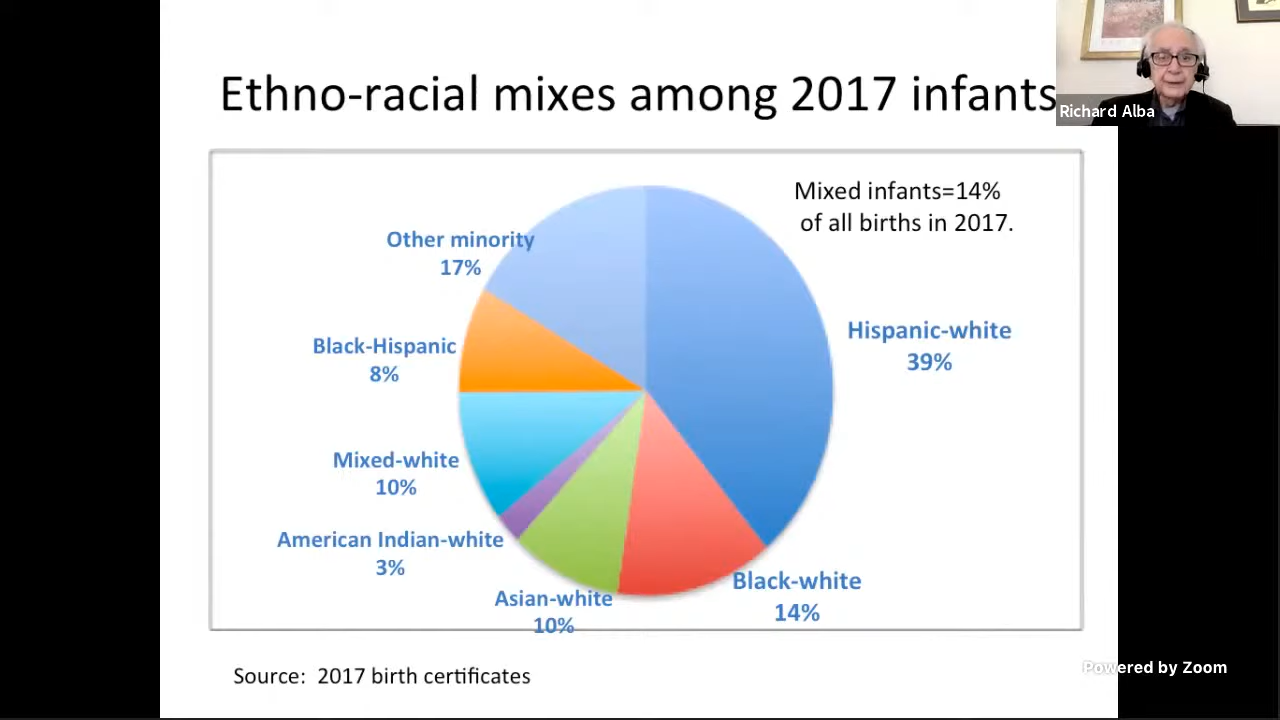 Ethno-racial mixes among 2017 infants
Richard Alba
Mixed infants=14%
of all births in 2017.
Other minority
17%
Hispanic-white
39%
Black-Hispanic
8%
Mixed-white
10%
American Indian-white
3%
Asian-white
10%
Black-white
14%
Source: 2017 birth certificates
Powered by Zoom